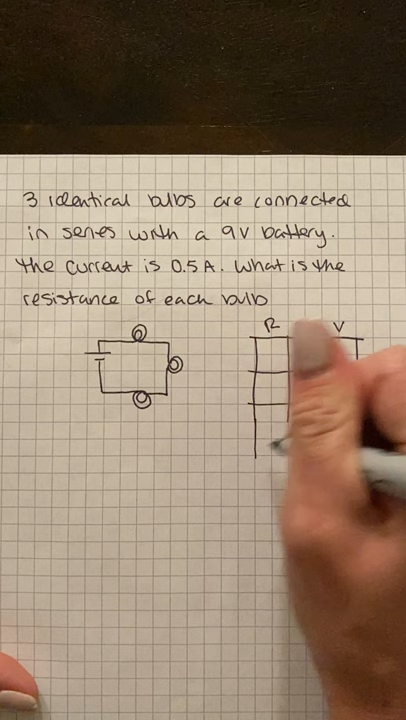 3 identical bulbs are connected
in series with a 9V battery.
The current is 0.5A. What is the
resistance of each bulb
R V